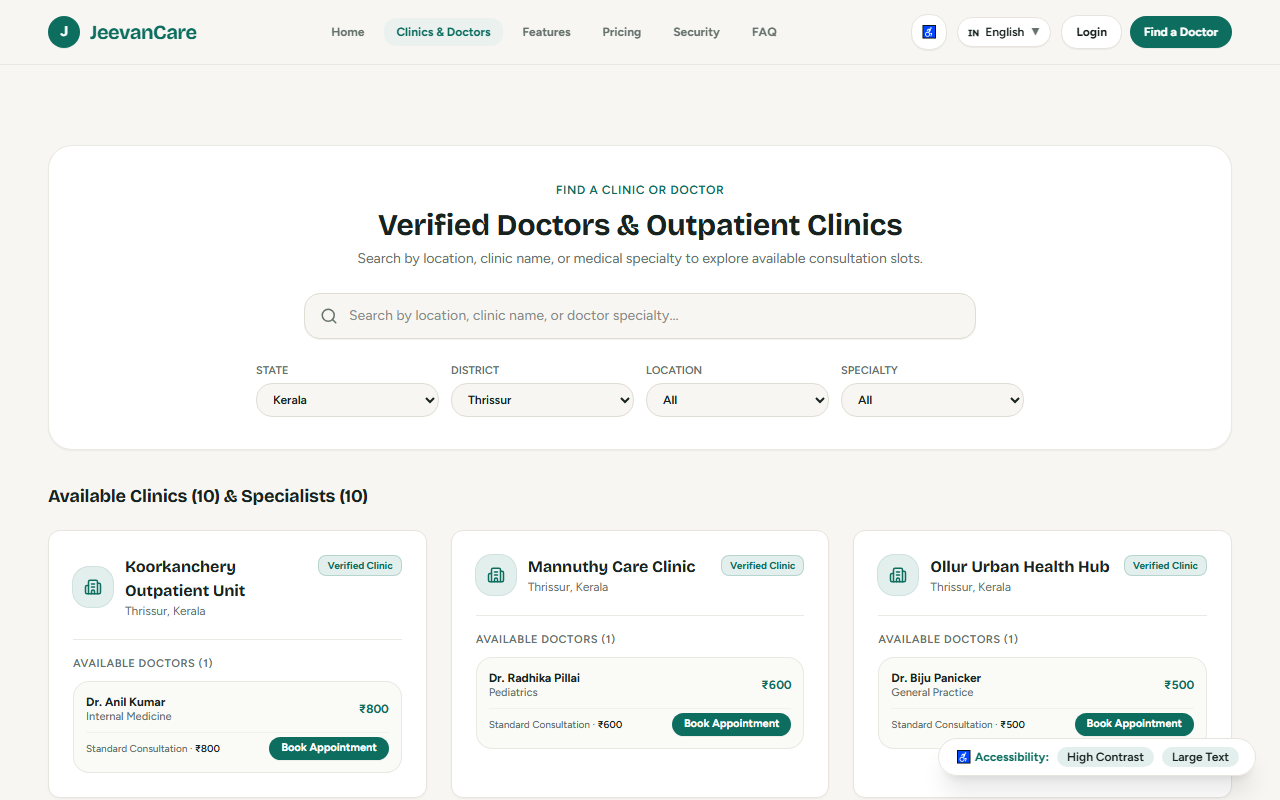 J JeevanCare Home Clinics & Doctors Features Pricing Security FAQ ♿ IN English ▼ Login Find a Doctor
FIND A CLINIC OR DOCTOR
Verified Doctors & Outpatient Clinics
Search by location, clinic name, or medical specialty to explore available consultation slots.
Search by location, clinic name, or doctor specialty...
STATE DISTRICT LOCATION SPECIALTY
Kerala Thrissur All All
Available Clinics (10) & Specialists (10)
Koorkanchery
Outpatient Unit
Verified Clinic
Thrissur, Kerala
AVAILABLE DOCTORS (1)
Dr. Anil Kumar
Internal Medicine
₹800
Standard Consultation · ₹800
Book Appointment
Mannuthy Care Clinic
Verified Clinic
Thrissur, Kerala
AVAILABLE DOCTORS (1)
Dr. Radhika Pillai
Pediatrics
₹600
Standard Consultation · ₹600
Book Appointment
Ollur Urban Health Hub
Verified Clinic
Thrissur, Kerala
AVAILABLE DOCTORS (1)
Dr. Biju Panicker
General Practice
₹500
Standard Consultation · ₹500
Book Appointment
♿ Accessibility: High Contrast Large Text